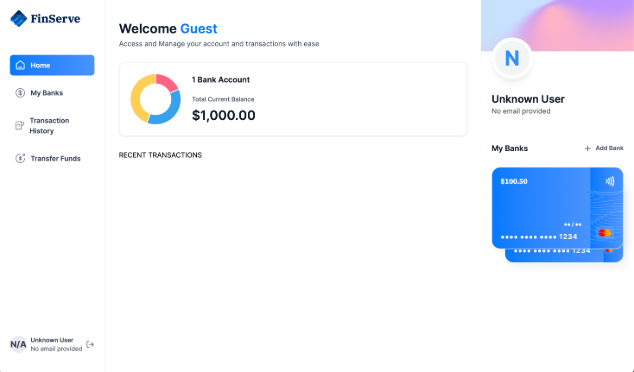 FinServe
Home
My Banks
Transaction
History
Transfer Funds
N/A
Unknown User
No email provided
Welcome Guest
Access and Manage your account and transactions with ease
1 Bank Account
Total Current Balance
$1,000.00
RECENT TRANSACTIONS
N
Unknown User
No email provided
My Banks
+ Add Bank
$100.50
•• / ••
•••• •••• •••• 1234
•••• •••• •••• 1234